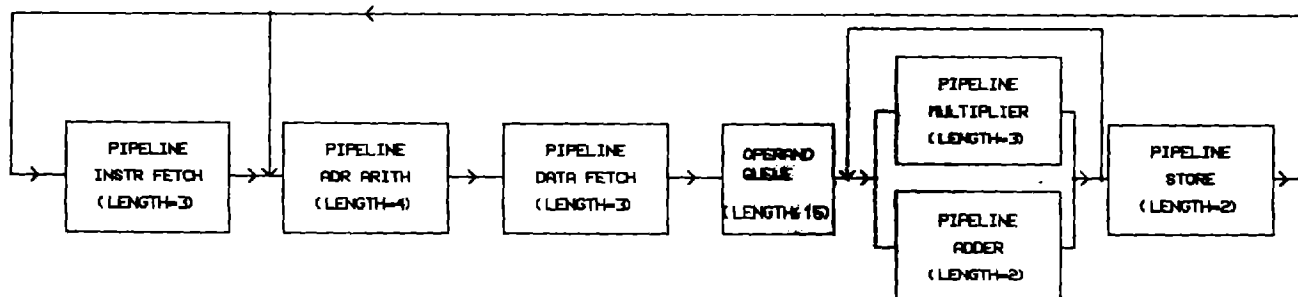 PIPELINE
INSTR FETCH
(LENGTH=3)
PIPELINE
ADR ARITH
(LENGTH=4)
PIPELINE
DATA FETCH
(LENGTH=3)
OPERAND
QUEUE
(LENGTH≤16)
PIPELINE
MULTIPLIER
(LENGTH=3)
PIPELINE
ADDER
(LENGTH=2)
PIPELINE
STORE
(LENGTH=2)